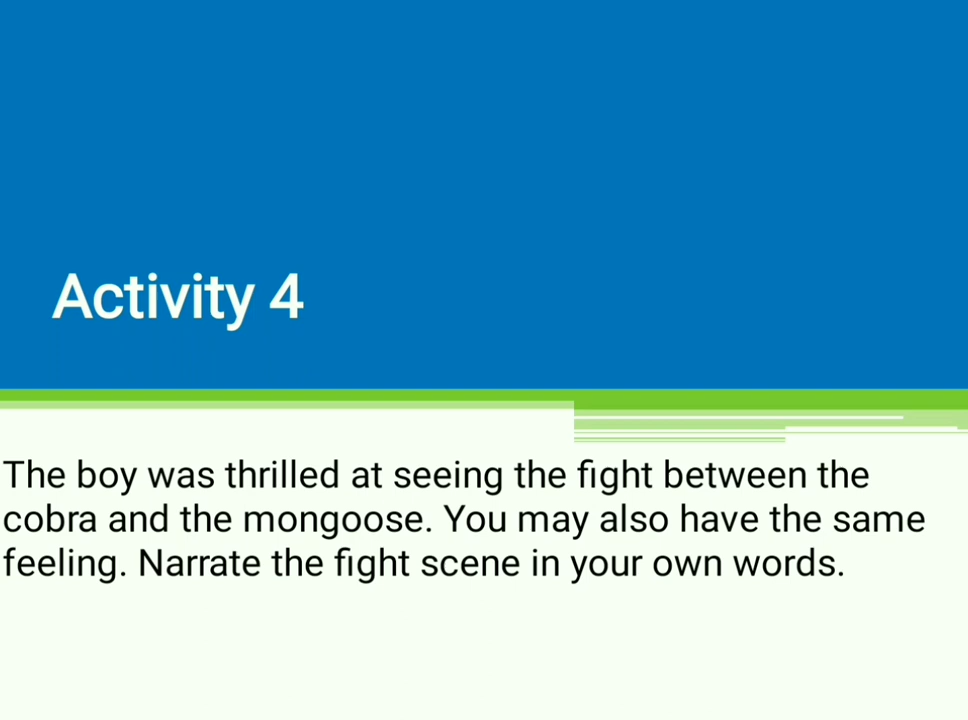 Activity 4
The boy was thrilled at seeing the fight between the
cobra and the mongoose. You may also have the same
feeling. Narrate the fight scene in your own words.